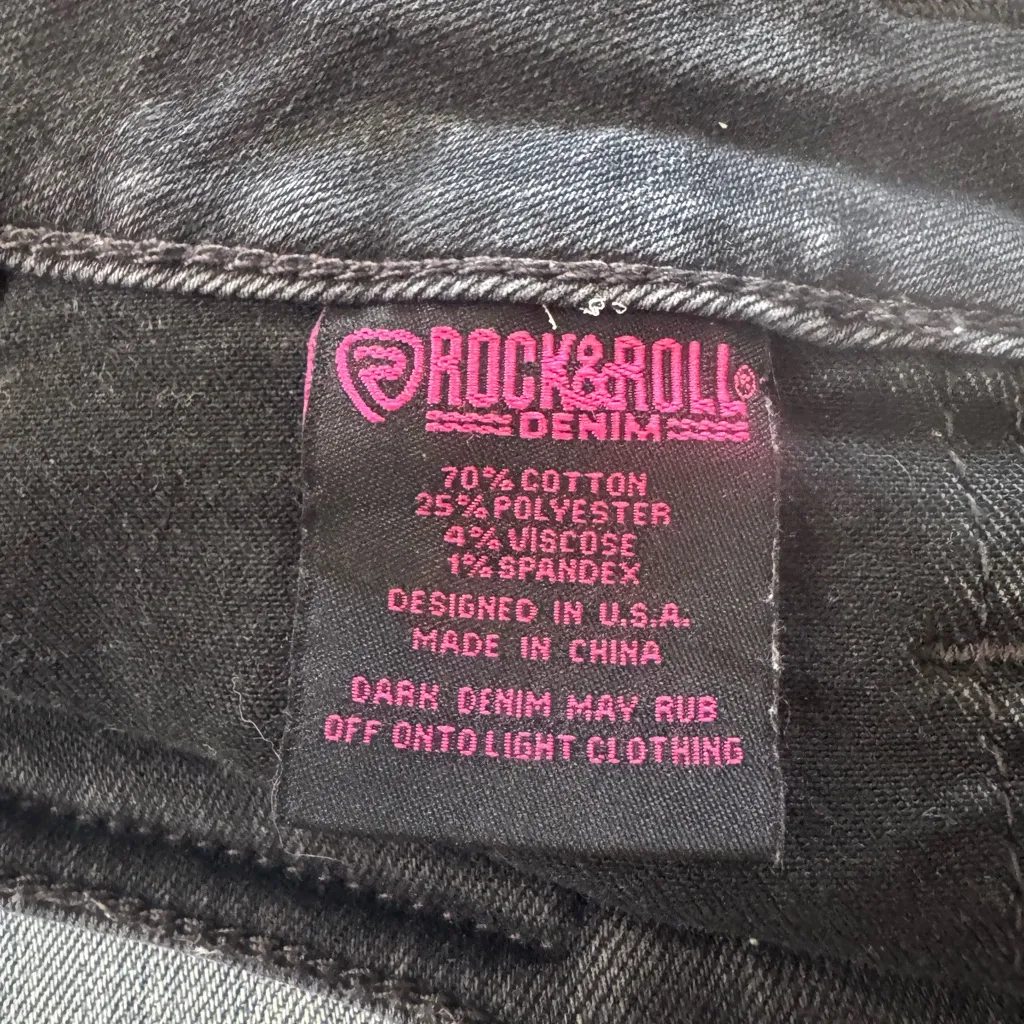 ROCK&ROLL®
DENIM
70% COTTON
25% POLYESTER
4% VISCOSE
1% SPANDEX
DESIGNED IN U.S.A.
MADE IN CHINA
DARK DENIM MAY RUB
OFF ONTO LIGHT CLOTHING